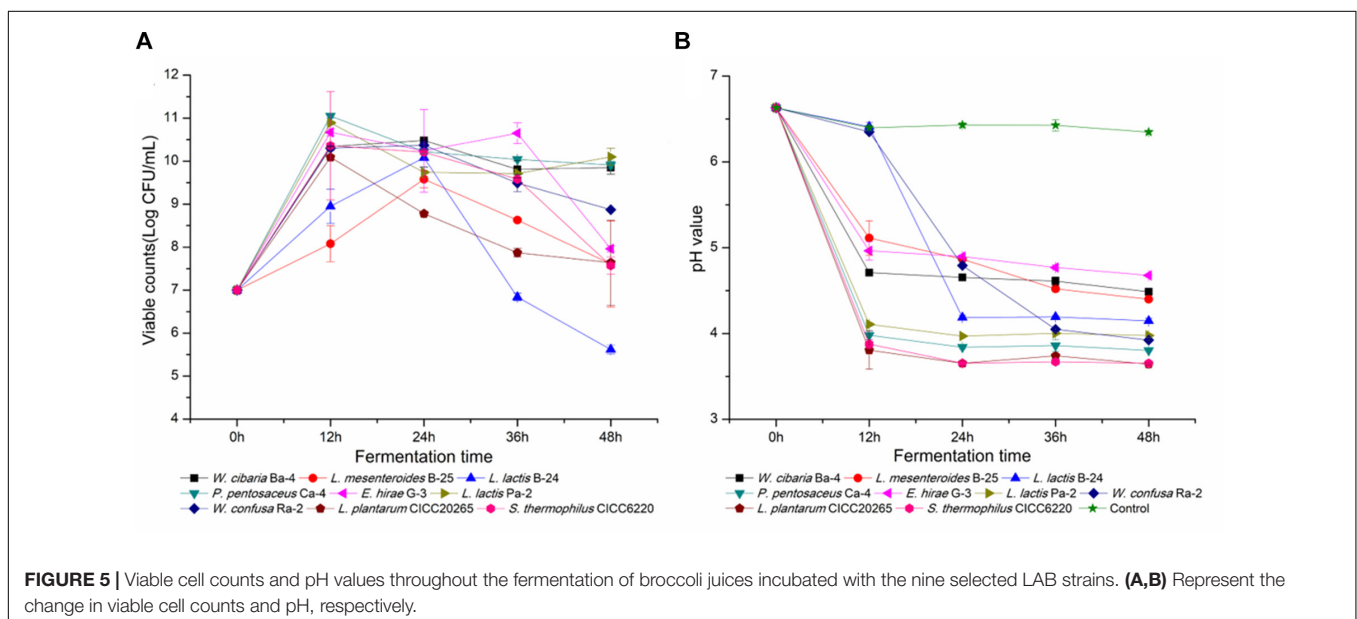 A
B
Viable counts(Log CFU/mL)
12
11
10
9
8
7
6
5
4
0h 12h 24h 36h 48h
Fermentation time
W. cibaria Ba-4 L. mesenteroides B-25 L. lactis B-24
P. pentosaceus Ca-4 E. hirae G-3 L. lactis Pa-2
W. confusa Ra-2 L. plantarum CICC20265 S. thermophilus CICC6220
pH value
7
6
5
4
3
0h 12h 24h 36h 48h
Fermentation time
W. cibaria Ba-4 L. mesenteroides B-25 L. lactis B-24
P. pentosaceus Ca-4 E. hirae G-3 L. lactis Pa-2 W. confusa Ra-2
L. plantarum CICC20265 S. thermophilus CICC6220 Control
FIGURE 5 | Viable cell counts and pH values throughout the fermentation of broccoli juices incubated with the nine selected LAB strains. (A,B) Represent the
change in viable cell counts and pH, respectively.